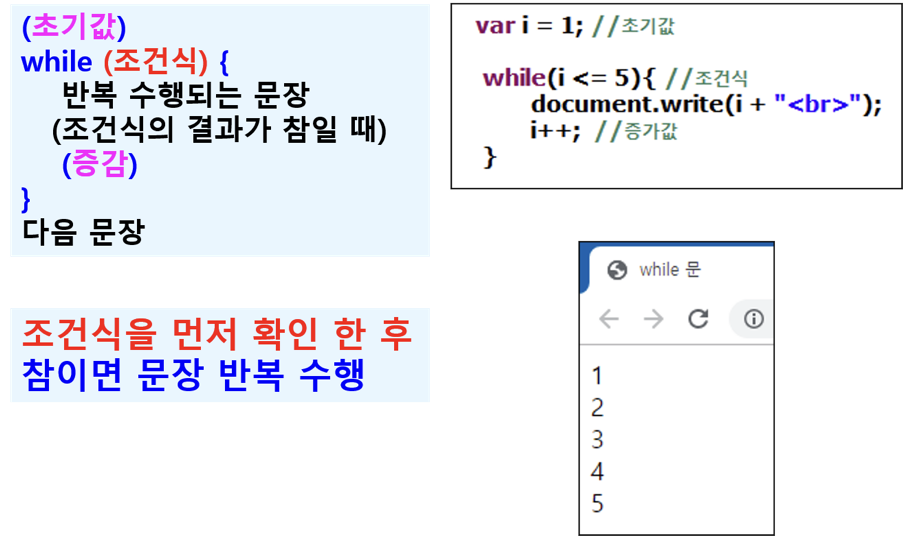 (초기값)
while (조건식) {
반복 수행되는 문장
(조건식의 결과가 참일 때)
(증감)
}
다음 문장
조건식을 먼저 확인 한 후
참이면 문장 반복 수행
var i = 1; //초기값
while(i <= 5){ //조건식
document.write(i + "<br>");
i++; //증가값
}
while 문
1
2
3
4
5